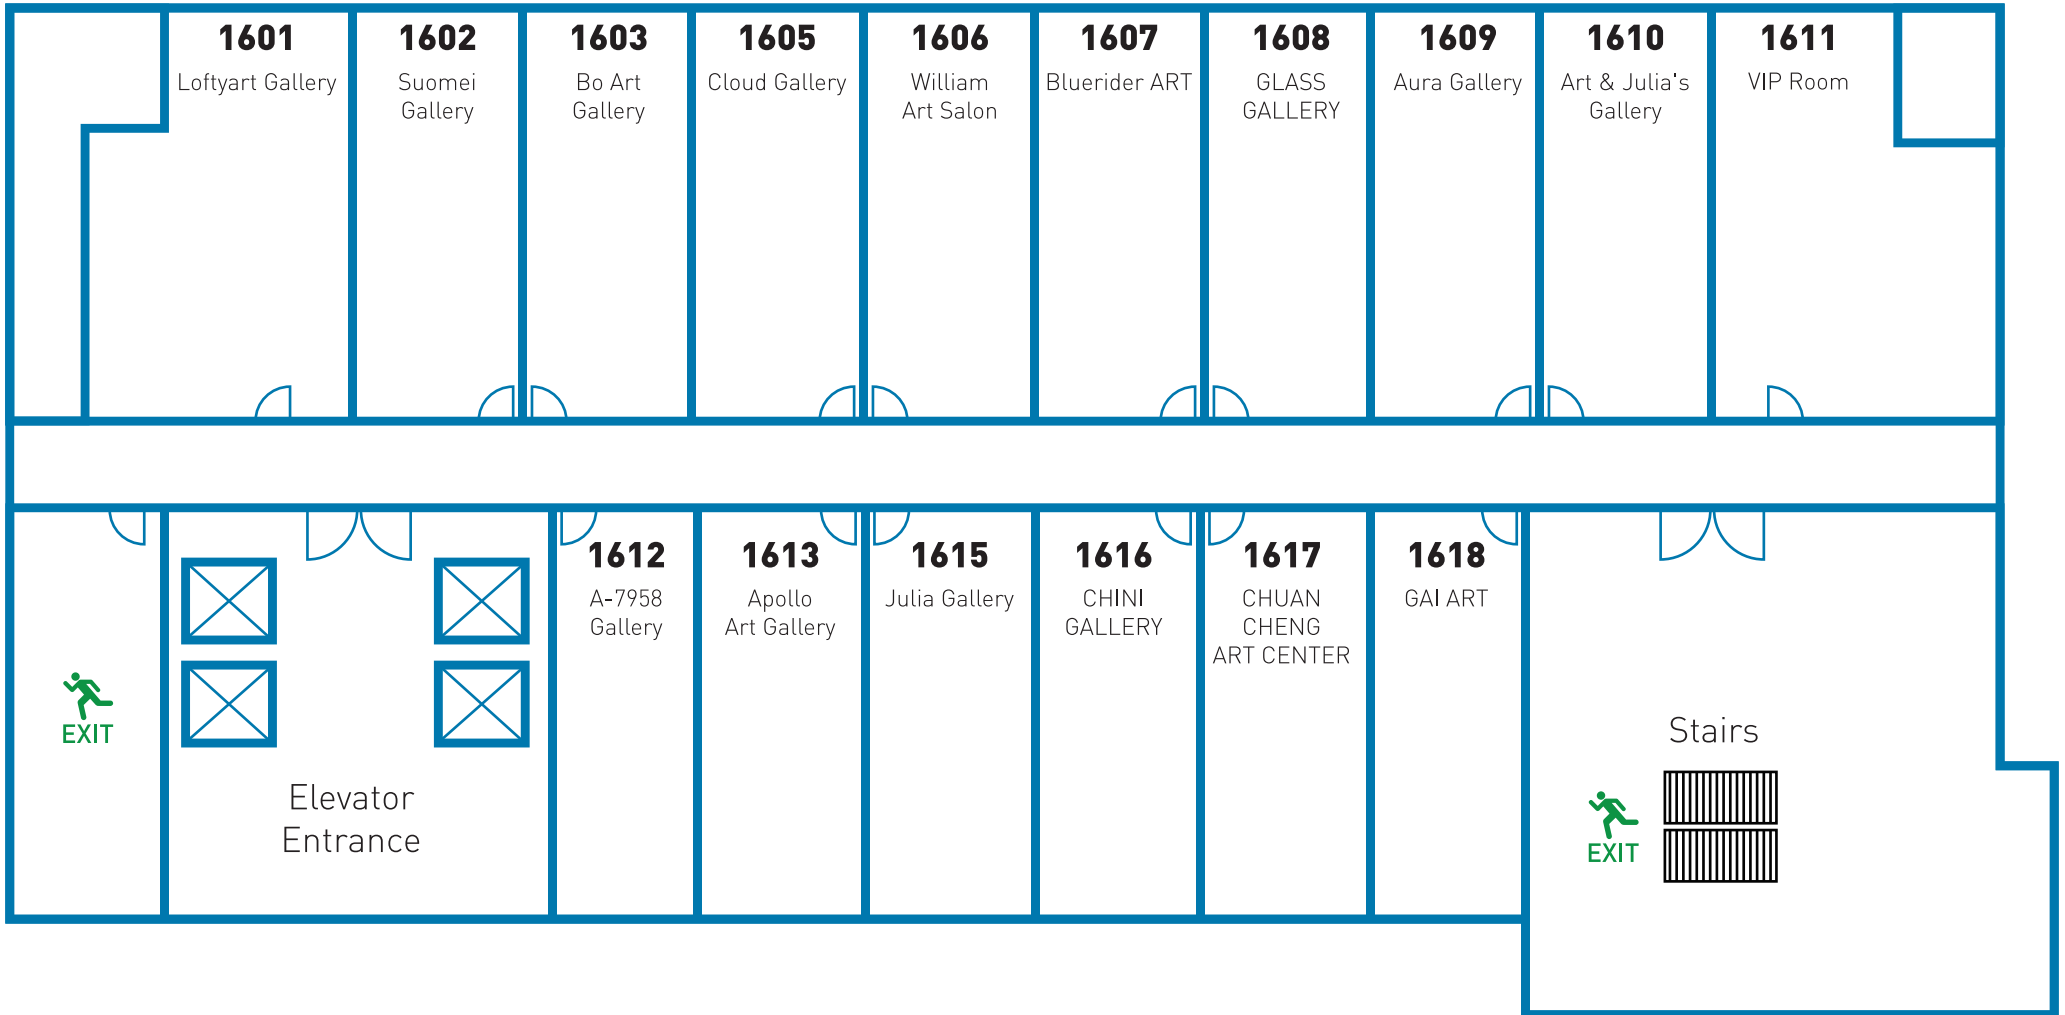 1601
Loftyart Gallery
1602
Suomei
Gallery
1603
Bo Art
Gallery
1605
Cloud Gallery
1606
William
Art Salon
1607
Bluerider ART
1608
GLASS
GALLERY
1609
Aura Gallery
1610
Art & Julia's
Gallery
1611
VIP Room
1612
A-7958
Gallery
1613
Apollo
Art Gallery
1615
Julia Gallery
1616
CHINI
GALLERY
1617
CHUAN
CHENG
ART CENTER
1618
GAI ART
EXIT
Elevator
Entrance
Stairs
EXIT